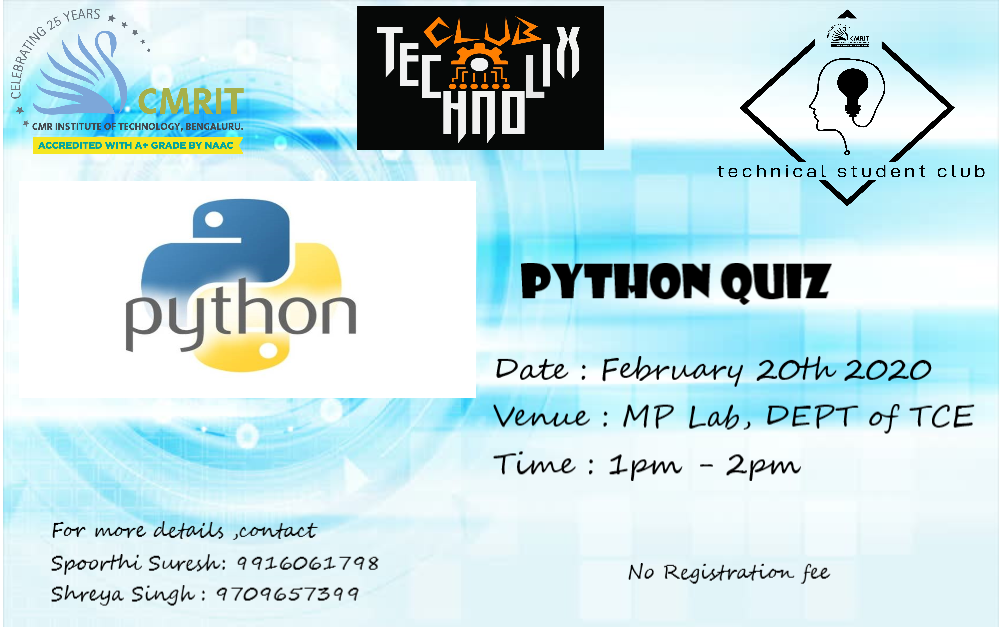 CELEBRATING 25 YEARS
CMRIT
CMR INSTITUTE OF TECHNOLOGY, BENGALURU.
ACCREDITED WITH A+ GRADE BY NAAC
CLUB
TECHNOLIX
CMRIT
technical student club
python
PYTHON QUIZ
Date : February 20th 2020
Venue : MP Lab, DEPT of TCE
Time : 1pm - 2pm
For more details ,contact
Spoorthi Suresh: 9916061798
Shreya Singh : 9709657399
No Registration fee